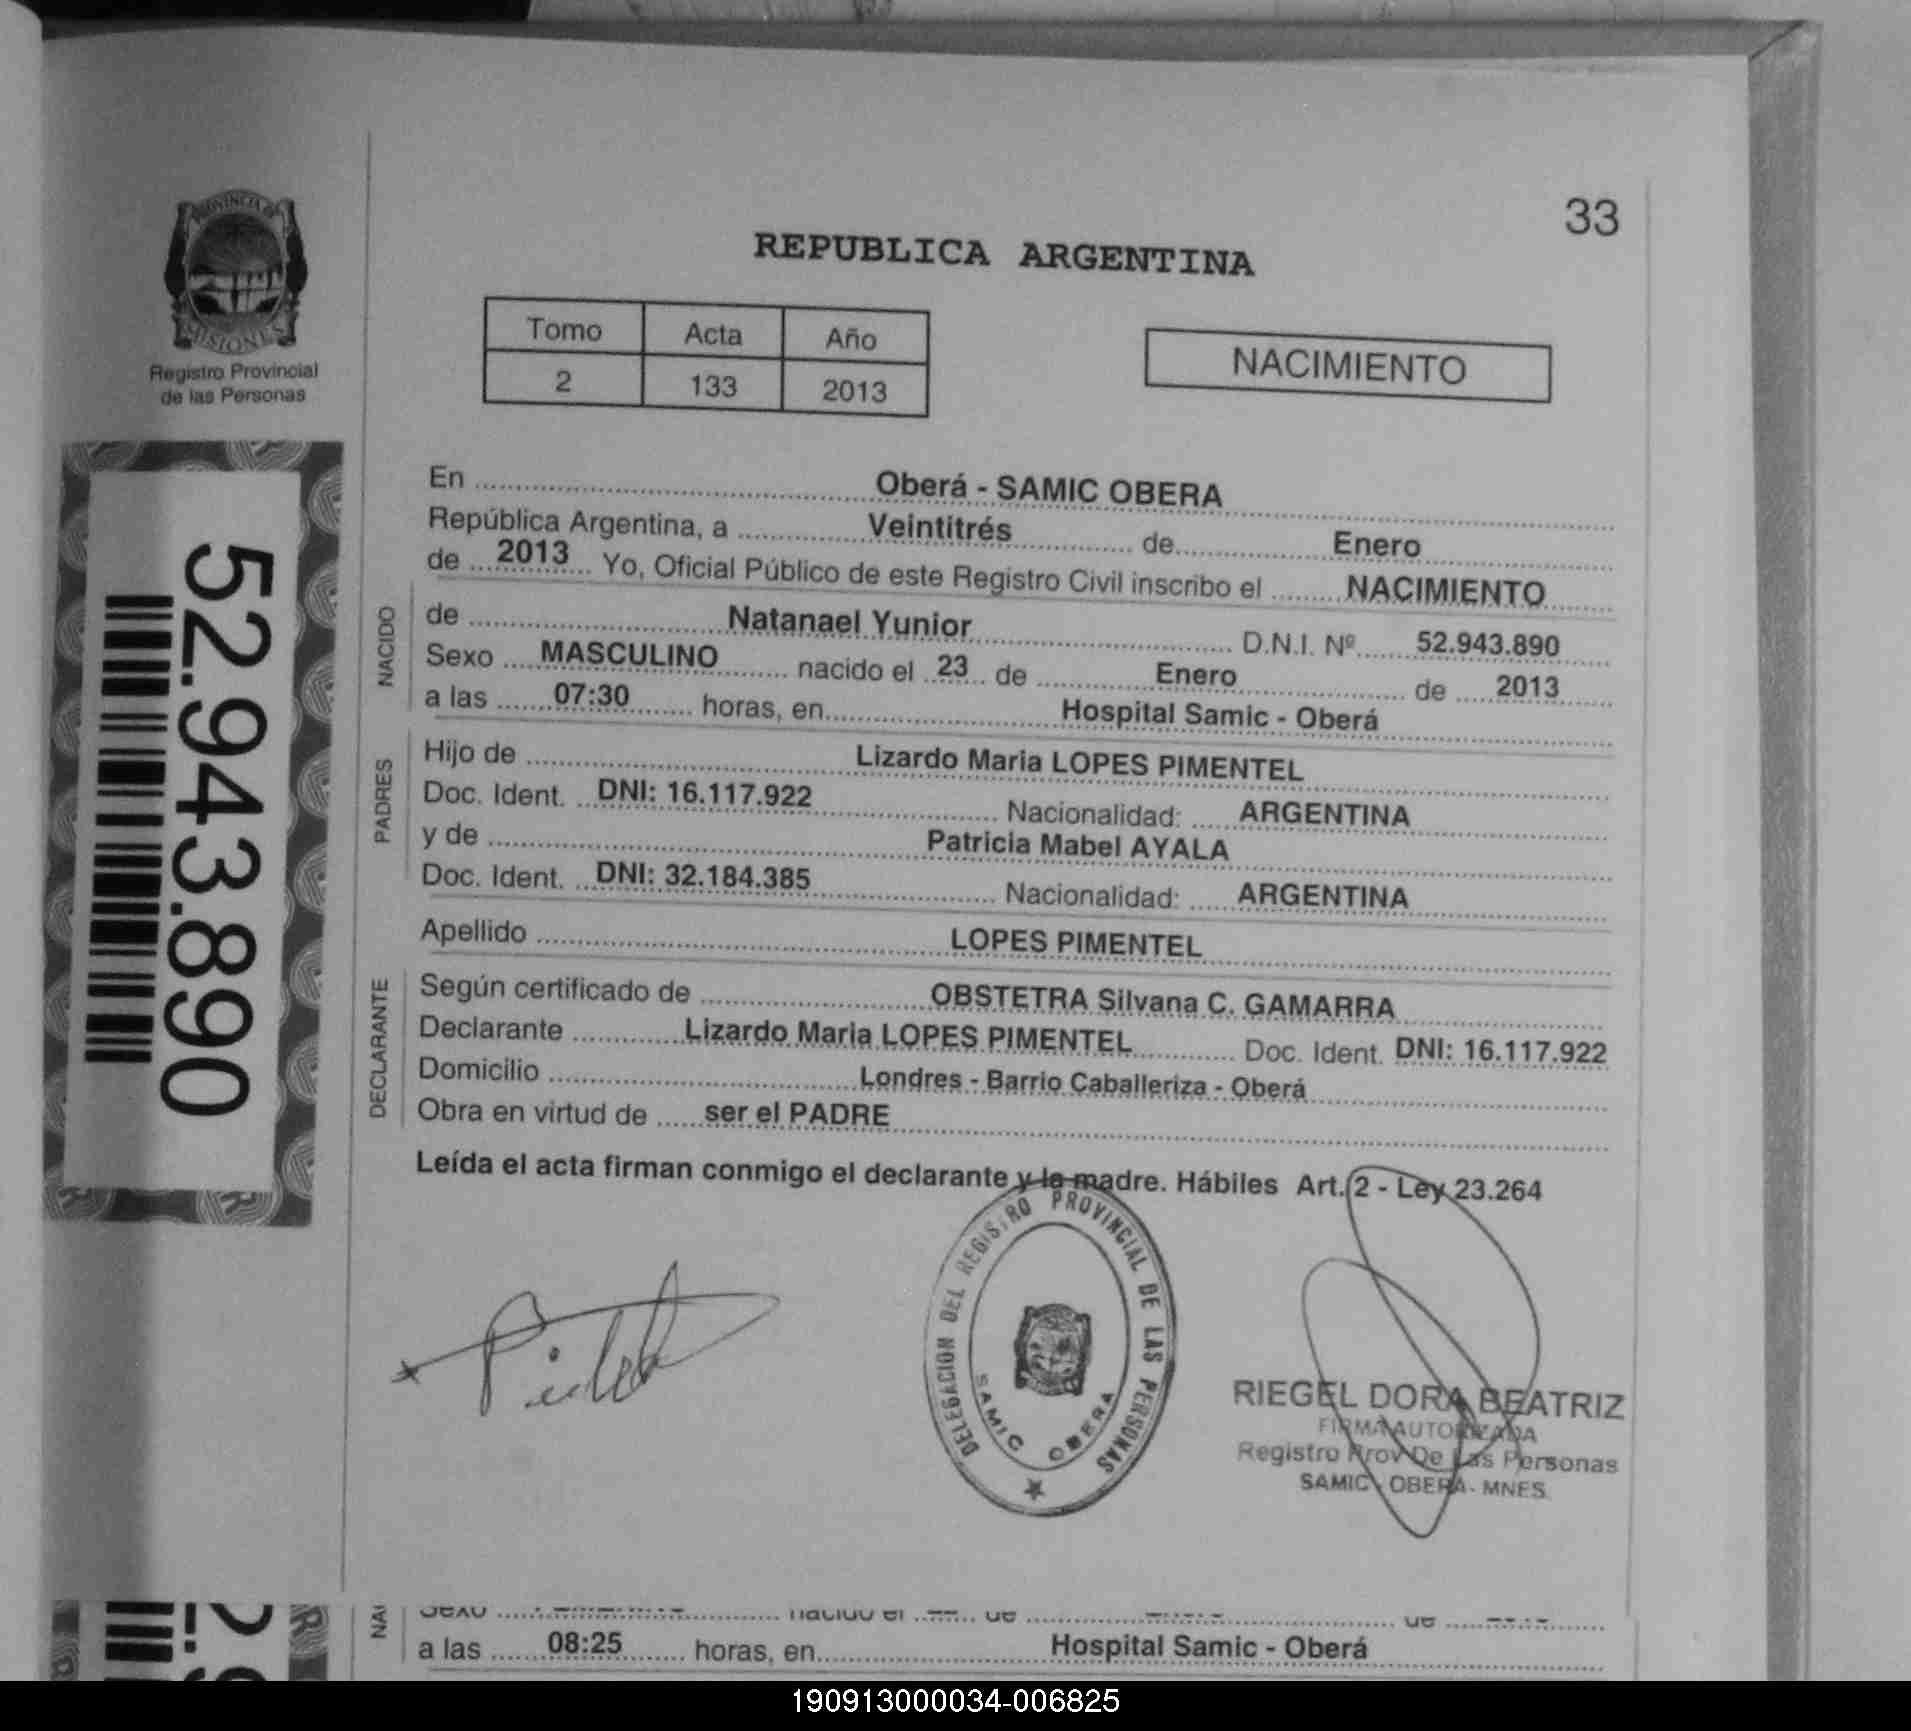 33
PROVINCIA DE
MISIONES
Registro Provincial
de las Personas
REPUBLICA ARGENTINA
Tomo Acta Año
2 133 2013
NACIMIENTO
52.943.890
En Oberá - SAMIC OBERA
República Argentina, a Veintitrés de Enero
de 2013 Yo, Oficial Público de este Registro Civil inscribo el NACIMIENTO
NACIDO
de Natanael Yunior D.N.I. Nº 52.943.890
Sexo MASCULINO nacido el 23 de Enero de 2013
a las 07:30 horas, en Hospital Samic - Oberá
PADRES
Hijo de Lizardo Maria LOPES PIMENTEL
Doc. Ident. DNI: 16.117.922 Nacionalidad: ARGENTINA
y de Patricia Mabel AYALA
Doc. Ident. DNI: 32.184.385 Nacionalidad: ARGENTINA
Apellido LOPES PIMENTEL
DECLARANTE
Según certificado de OBSTETRA Silvana C. GAMARRA
Declarante Lizardo Maria LOPES PIMENTEL Doc. Ident. DNI: 16.117.922
Domicilio Londres - Barrio Caballeriza - Oberá
Obra en virtud de ser el PADRE
Leída el acta firman conmigo el declarante y la madre. Hábiles Art. 2 - Ley 23.264
DELEGACION DEL REGISTRO PROVINCIAL DE LAS PERSONAS
SAMIC OBERA
RIEGEL DORA BEATRIZ
FIRMA AUTORIZADA
Registro Prov De Las Personas
SAMIC - OBERA - MNES.
Sexo nacido el de Enero de
a las 08:25 horas, en Hospital Samic - Oberá
190913000034-006825